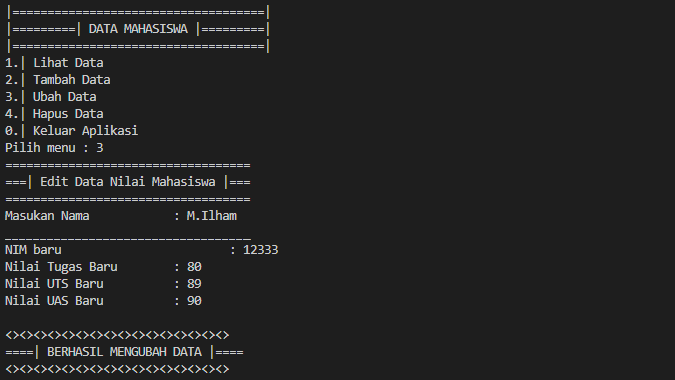 |====================================|
|=========| DATA MAHASISWA |=========|
|====================================|
1.| Lihat Data
2.| Tambah Data
3.| Ubah Data
4.| Hapus Data
0.| Keluar Aplikasi
Pilih menu : 3
===================================
===| Edit Data Nilai Mahasiswa |===
===================================
Masukan Nama            : M.Ilham
___________________________________
NIM baru                        : 12333
Nilai Tugas Baru        : 80
Nilai UTS Baru          : 89
Nilai UAS Baru          : 90

<><><><><><><><><><><><><><><><>
====| BERHASIL MENGUBAH DATA |====
<><><><><><><><><><><><><><><><>